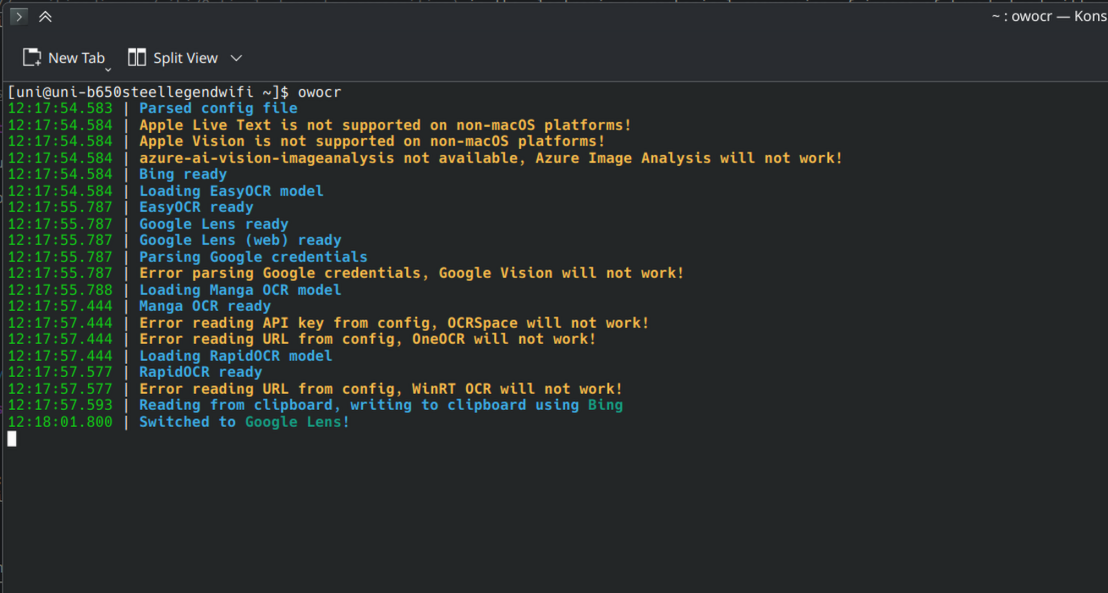 ~ : owocr — Kons
New Tab Split View
[uni@uni-b650steellegendwifi ~]$ owocr
12:17:54.583 | Parsed config file
12:17:54.584 | Apple Live Text is not supported on non-macOS platforms!
12:17:54.584 | Apple Vision is not supported on non-macOS platforms!
12:17:54.584 | azure-ai-vision-imageanalysis not available, Azure Image Analysis will not work!
12:17:54.584 | Bing ready
12:17:54.584 | Loading EasyOCR model
12:17:55.787 | EasyOCR ready
12:17:55.787 | Google Lens ready
12:17:55.787 | Google Lens (web) ready
12:17:55.787 | Parsing Google credentials
12:17:55.787 | Error parsing Google credentials, Google Vision will not work!
12:17:55.788 | Loading Manga OCR model
12:17:57.444 | Manga OCR ready
12:17:57.444 | Error reading API key from config, OCRSpace will not work!
12:17:57.444 | Error reading URL from config, OneOCR will not work!
12:17:57.444 | Loading RapidOCR model
12:17:57.577 | RapidOCR ready
12:17:57.577 | Error reading URL from config, WinRT OCR will not work!
12:17:57.593 | Reading from clipboard, writing to clipboard using Bing
12:18:01.800 | Switched to Google Lens!